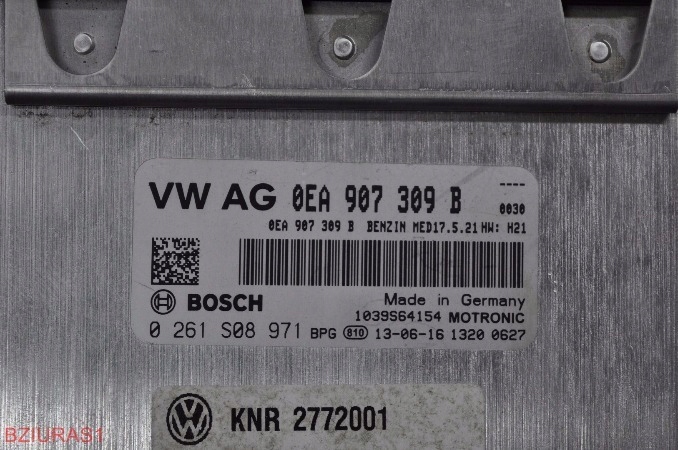 VW AG 0EA 907 309 B
----
0030
0EA 907 309 B BENZIN MED17.5.21 HW: H21
BOSCH
Made in Germany
1039S64154 MOTRONIC
0 261 S08 971 BPG 810 13-06-16 1320 0627
KNR 2772001
BZIURAS1